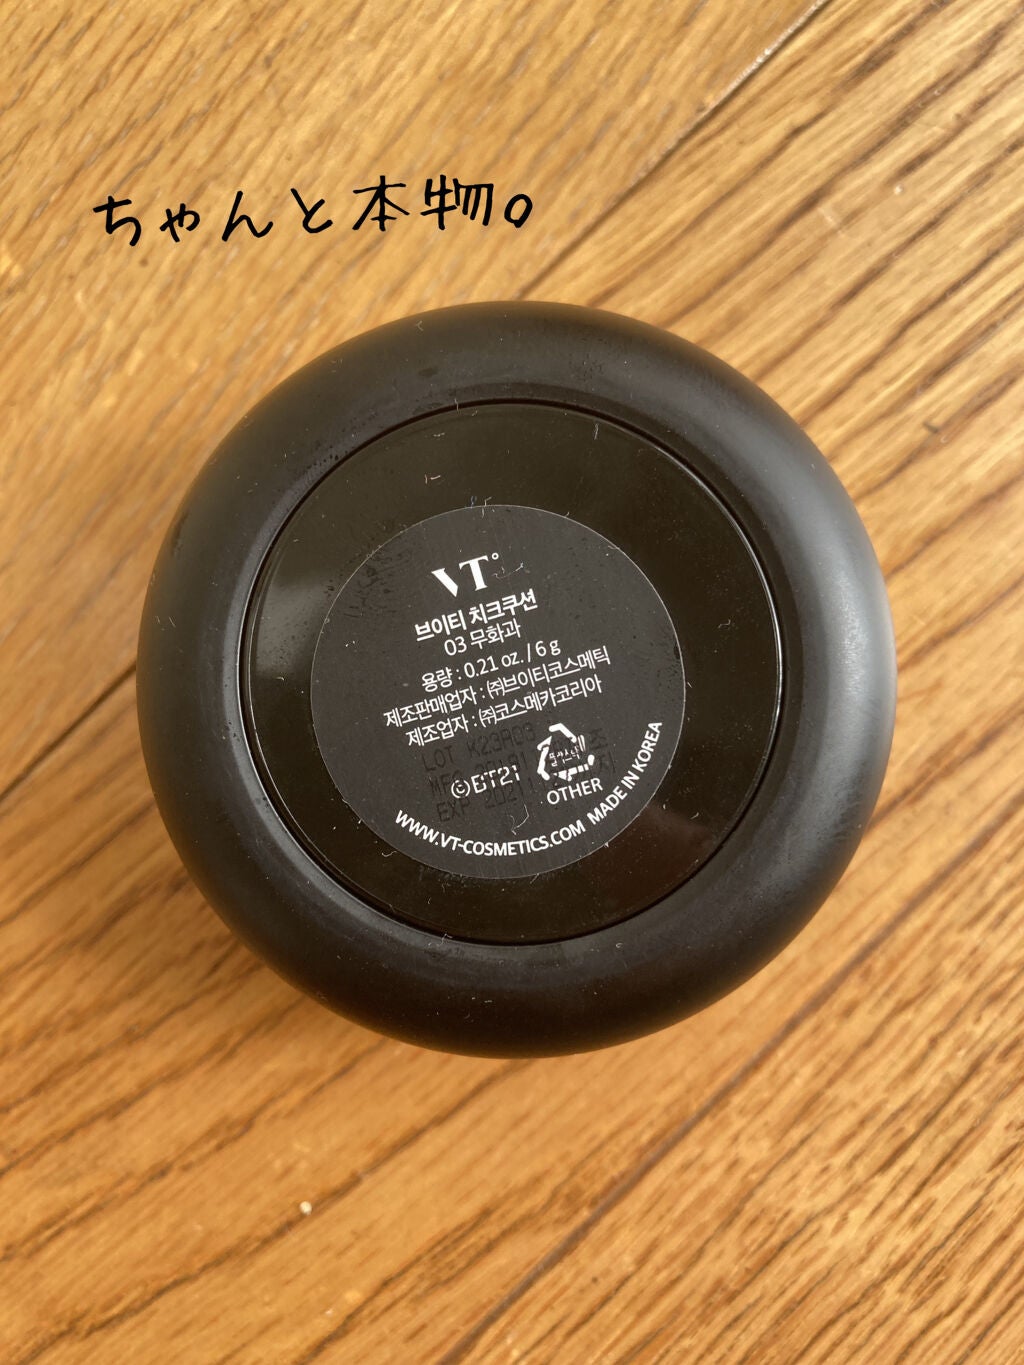 ちゃんと本物。
VT°
브이티 치크쿠션
03 무화과
용량 : 0.21 oz. / 6 g
제조판매업자 : ㈜브이티코스메틱
제조업자 : ㈜코스메카코리아
LOT K23A03
©BT21
OTHER
WWW.VT-COSMETICS.COM MADE IN KOREA